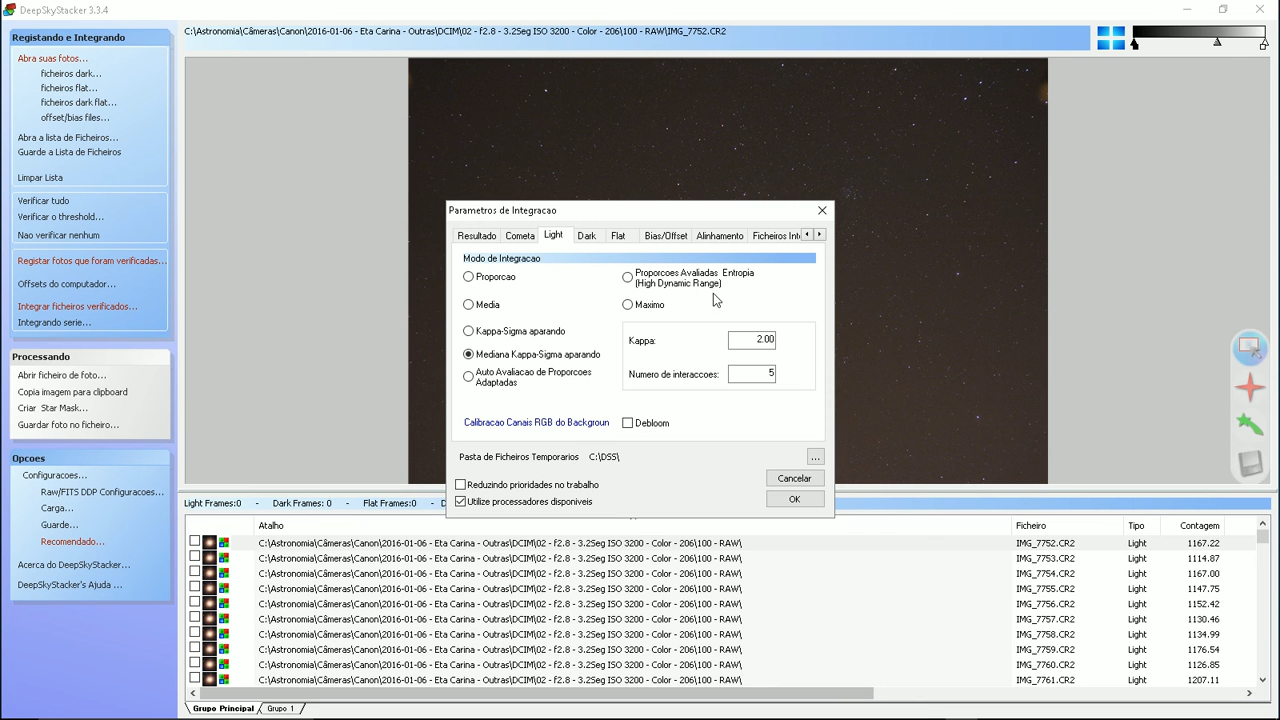 DeepSkyStacker 3.3.4
Registando e Integrando
Abra suas fotos...
ficheiros dark...
ficheiros flat...
ficheiros dark flat...
offset/bias files...
Abra a lista de Ficheiros...
Guarde a Lista de Ficheiros
Limpar Lista
Verificar tudo
Verificar o threshold...
Nao verificar nenhum
Registar fotos que foram verificadas...
Offsets do computador...
Integrar ficheiros verificados...
Integrando serie...
Processando
Abrir ficheiro de foto...
Copia imagem para clipboard
Criar Star Mask...
Guardar foto no ficheiro...
Opcoes
Configuracoes...
Raw/FITS DDP Configuracoes...
Carga...
Guarde...
Recomendado...
Acerca do DeepSkyStacker...
DeepSkyStacker's Ajuda ...
C:\Astronomia\Câmeras\Canon\2016-01-06 - Eta Carina - Outras\DCIM\02 - f2.8 - 3.25eg ISO 3200 - Color - 206\100 - RAW\IMG_7752.CR2
Parametros de Integracao
Resultado Cometa Light Dark Flat Bias/Offset Alinhamento Ficheiros Int
Modo de Integracao
Proporcao
Proporcoes Avaliadas Entropia
(High Dynamic Range)
Media
Maximo
Kappa-Sigma aparando
Kappa: 2.00
Mediana Kappa-Sigma aparando
Auto Avaliacao de Proporcoes
Adaptadas
Numero de interaccoes: 5
Calibracao Canais RGB do Backgroun
Debloom
Pasta de Ficheiros Temporarios C:\DSS\ ...
Reduzindo prioridades no trabalho
Cancelar
Utilize processadores disponiveis
OK
Light Frames:0 - Dark Frames: 0 - Flat Frames:0 - D
Atalho Ficheiro Tipo Contagem
C:\Astronomia\Câmeras\Canon\2016-01-06 - Eta Carina - Outras\DCIM\02 - f2.8 - 3.25eg ISO 3200 - Color - 206\100 - RAW\ IMG_7752.CR2 Light 1167.22
C:\Astronomia\Câmeras\Canon\2016-01-06 - Eta Carina - Outras\DCIM\02 - f2.8 - 3.25eg ISO 3200 - Color - 206\100 - RAW\ IMG_7753.CR2 Light 1114.87
C:\Astronomia\Câmeras\Canon\2016-01-06 - Eta Carina - Outras\DCIM\02 - f2.8 - 3.25eg ISO 3200 - Color - 206\100 - RAW\ IMG_7754.CR2 Light 1167.00
C:\Astronomia\Câmeras\Canon\2016-01-06 - Eta Carina - Outras\DCIM\02 - f2.8 - 3.25eg ISO 3200 - Color - 206\100 - RAW\ IMG_7755.CR2 Light 1147.75
C:\Astronomia\Câmeras\Canon\2016-01-06 - Eta Carina - Outras\DCIM\02 - f2.8 - 3.25eg ISO 3200 - Color - 206\100 - RAW\ IMG_7756.CR2 Light 1152.42
C:\Astronomia\Câmeras\Canon\2016-01-06 - Eta Carina - Outras\DCIM\02 - f2.8 - 3.25eg ISO 3200 - Color - 206\100 - RAW\ IMG_7757.CR2 Light 1130.46
C:\Astronomia\Câmeras\Canon\2016-01-06 - Eta Carina - Outras\DCIM\02 - f2.8 - 3.25eg ISO 3200 - Color - 206\100 - RAW\ IMG_7758.CR2 Light 1134.99
C:\Astronomia\Câmeras\Canon\2016-01-06 - Eta Carina - Outras\DCIM\02 - f2.8 - 3.25eg ISO 3200 - Color - 206\100 - RAW\ IMG_7759.CR2 Light 1176.54
C:\Astronomia\Câmeras\Canon\2016-01-06 - Eta Carina - Outras\DCIM\02 - f2.8 - 3.25eg ISO 3200 - Color - 206\100 - RAW\ IMG_7760.CR2 Light 1126.85
C:\Astronomia\Câmeras\Canon\2016-01-06 - Eta Carina - Outras\DCIM\02 - f2.8 - 3.25eg ISO 3200 - Color - 206\100 - RAW\ IMG_7761.CR2 Light 1207.11
Grupo Principal Grupo 1